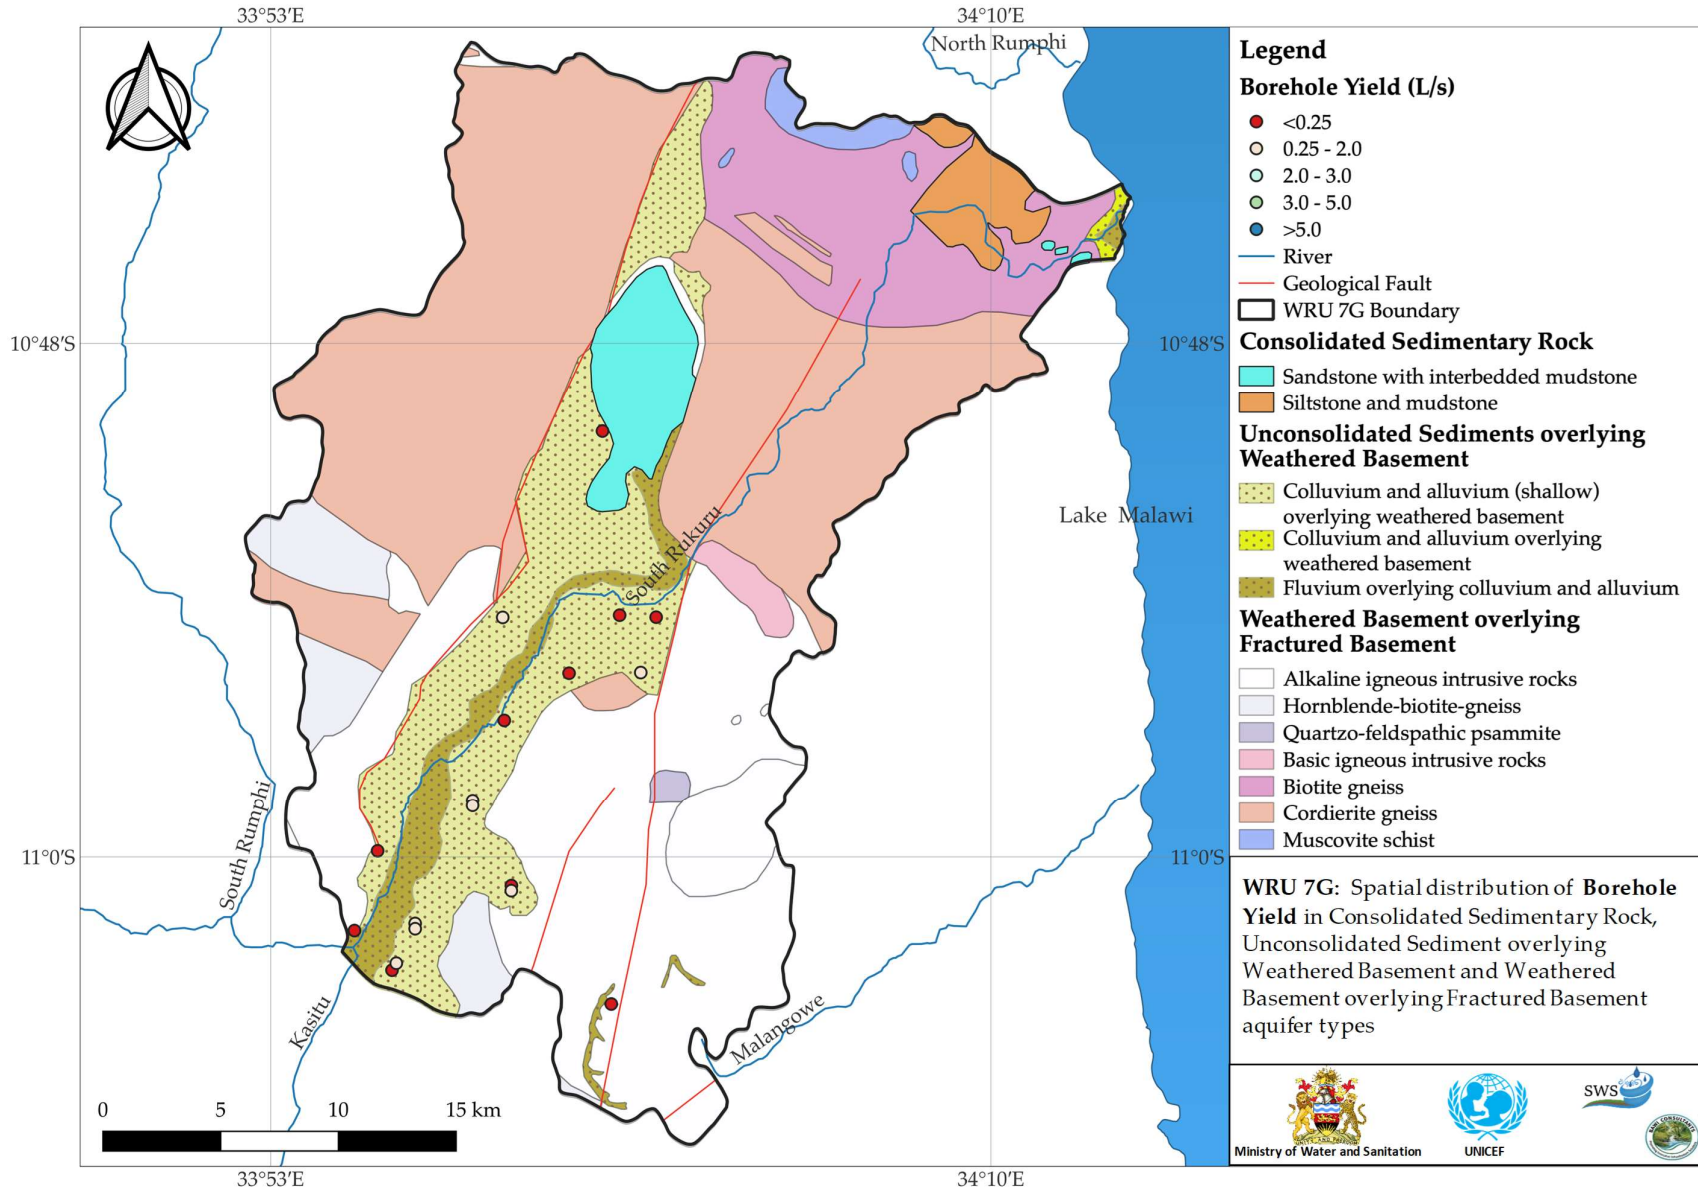 33°53′E
34°10′E
North Rumphi
10°48′S
10°48′S
Lake Malawi
South Rukuru
South Rumphi
11°0′S
11°0′S
Kasitu
Malangowe
0 5 10 15 km
33°53′E
34°10′E
Legend
Borehole Yield (L/s)
<0.25
0.25 - 2.0
2.0 - 3.0
3.0 - 5.0
>5.0
River
Geological Fault
WRU 7G Boundary
Consolidated Sedimentary Rock
Sandstone with interbedded mudstone
Siltstone and mudstone
Unconsolidated Sediments overlying
Weathered Basement
Colluvium and alluvium (shallow)
overlying weathered basement
Colluvium and alluvium overlying
weathered basement
Fluvium overlying colluvium and alluvium
Weathered Basement overlying
Fractured Basement
Alkaline igneous intrusive rocks
Hornblende-biotite-gneiss
Quartzo-feldspathic psammite
Basic igneous intrusive rocks
Biotite gneiss
Cordierite gneiss
Muscovite schist
WRU 7G: Spatial distribution of Borehole
Yield in Consolidated Sedimentary Rock,
Unconsolidated Sediment overlying
Weathered Basement and Weathered
Basement overlying Fractured Basement
aquifer types
Ministry of Water and Sanitation
UNICEF
SWS